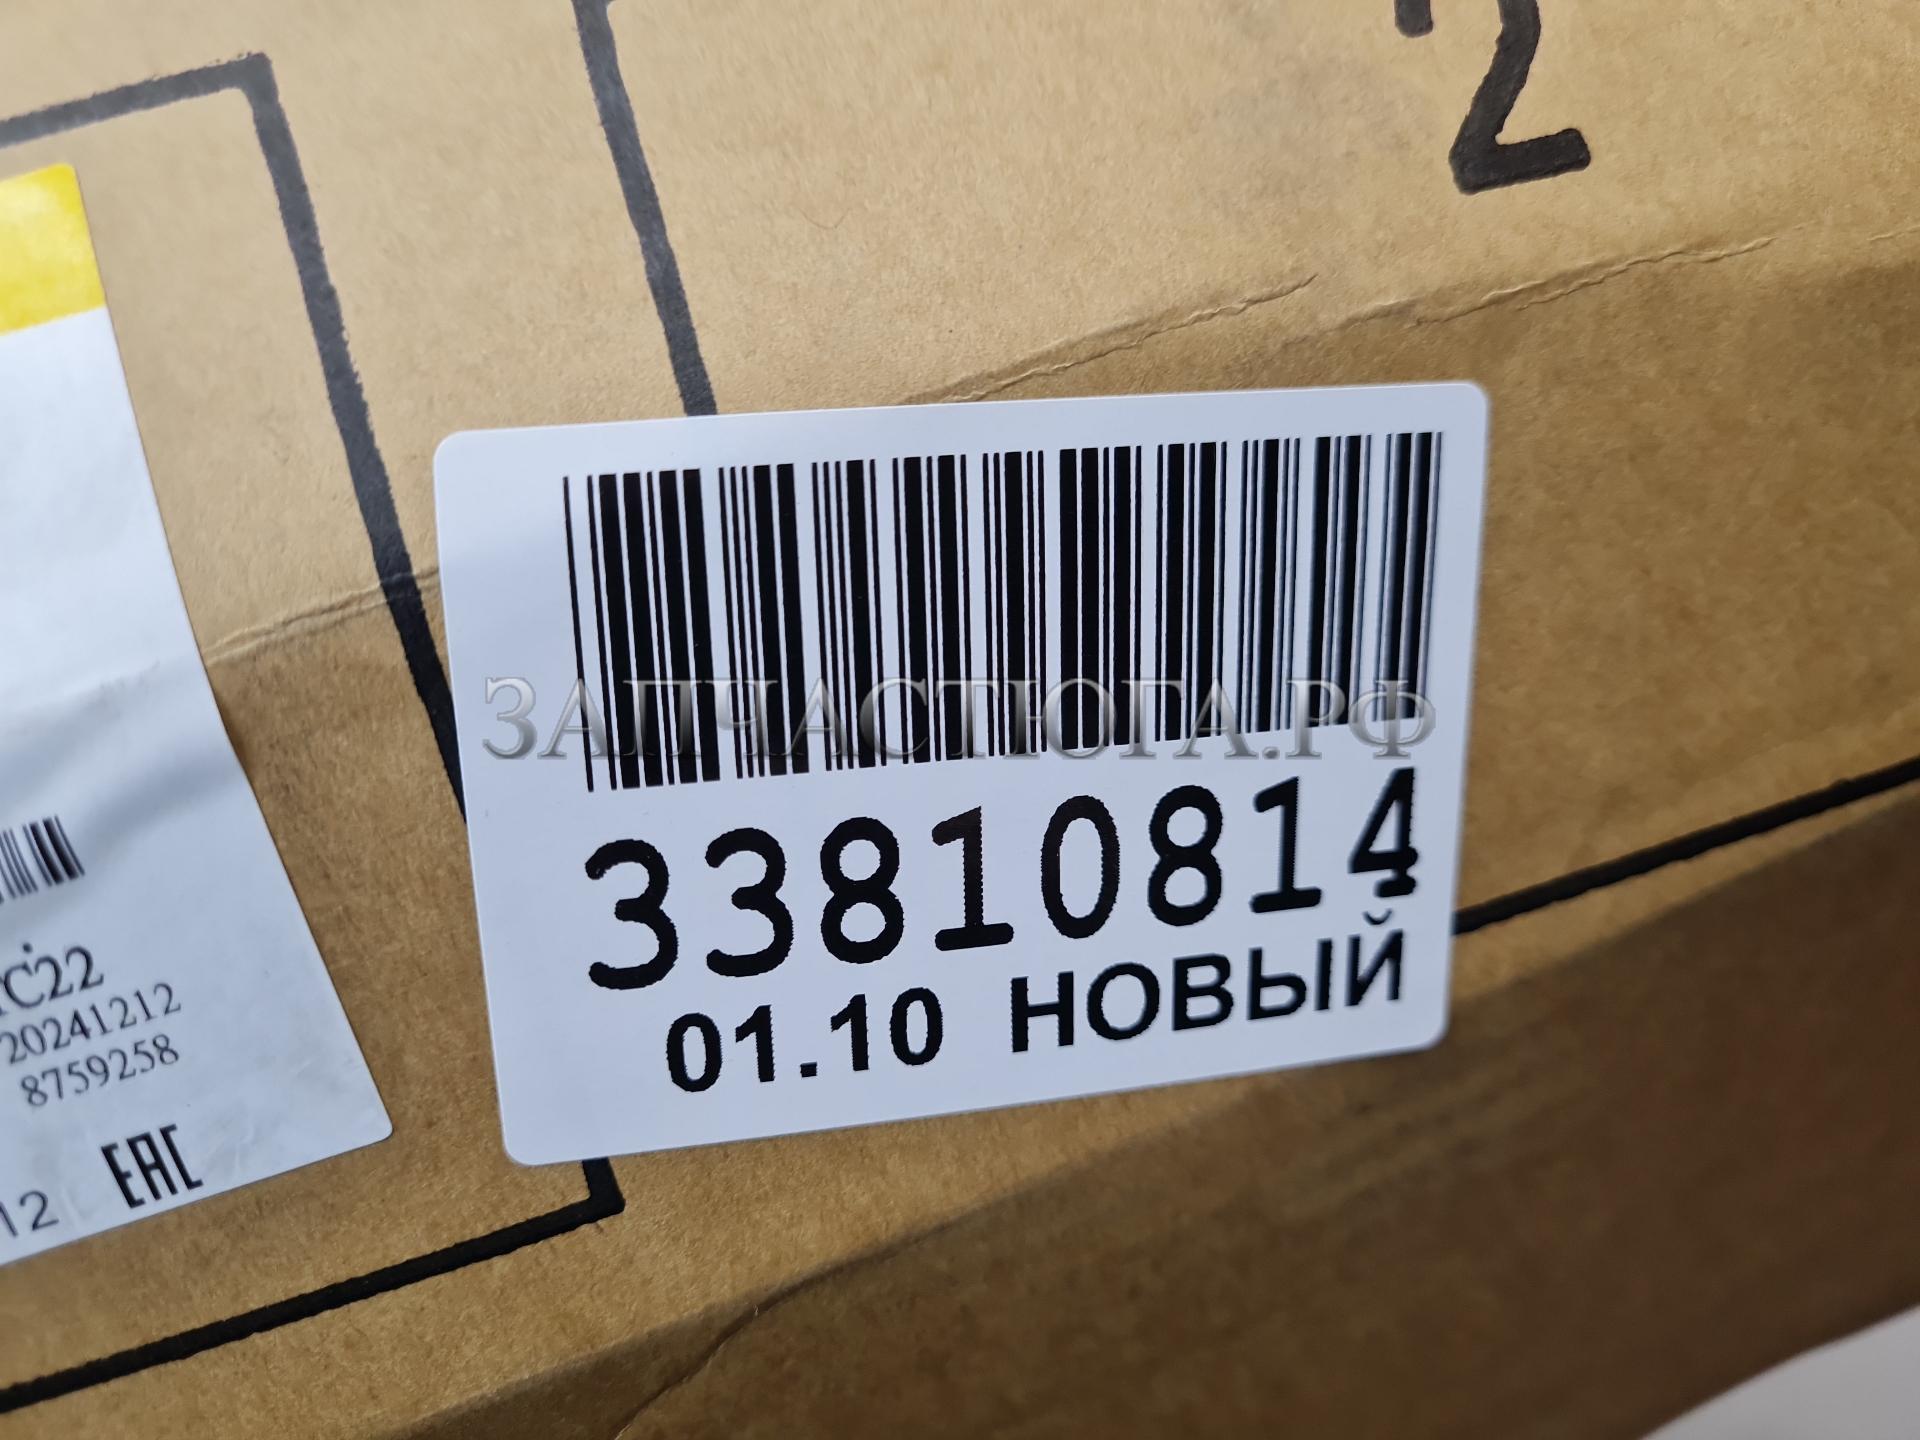 2
ЗАПЧАСТЮГА.РФ
33810814
01.10 НОВЫЙ
C22
20241212
8759258
EAC
12